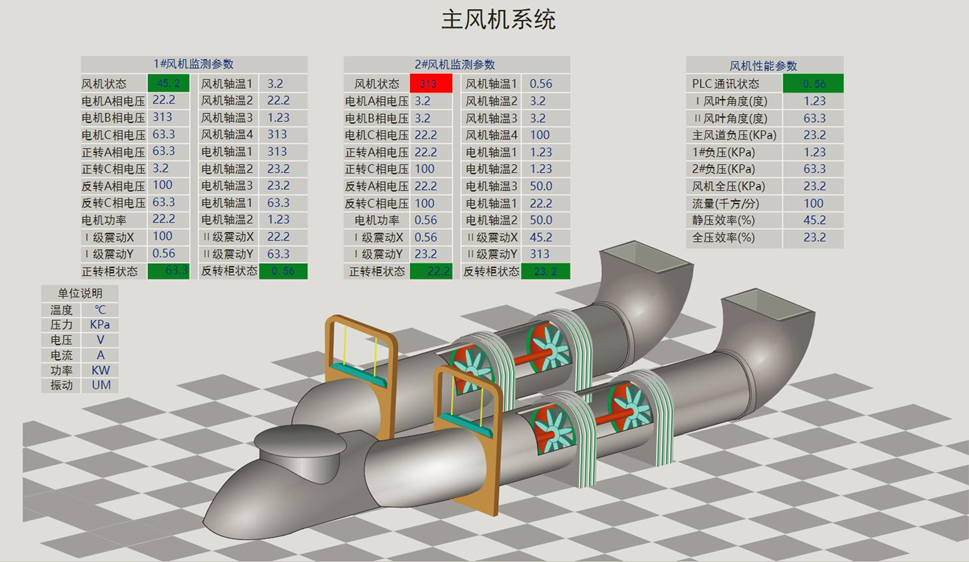 主风机系统
1#风机监测参数
风机状态 45.2 风机轴温1 3.2
电机A相电压 22.2 风机轴温2 22.2
电机B相电压 313 风机轴温3 1.23
电机C相电压 63.3 风机轴温4 313
正转A相电压 63.3 电机轴温1 313
正转C相电压 3.2 电机轴温2 23.2
反转A相电压 100 电机轴温3 23.2
反转C相电压 63.3 电机轴温1 63.3
电机功率 22.2 电机轴温2 1.23
Ⅰ级震动X 100 Ⅱ级震动X 22.2
Ⅰ级震动Y 0.56 Ⅱ级震动Y 63.3
正转柜状态 63.3 反转柜状态 0.56
2#风机监测参数
风机状态 313 风机轴温1 0.56
电机A相电压 3.2 风机轴温2 3.2
电机B相电压 3.2 风机轴温3 3.2
电机C相电压 22.2 风机轴温4 100
正转A相电压 22.2 电机轴温1 1.23
正转C相电压 100 电机轴温2 1.23
反转A相电压 22.2 电机轴温3 50.0
反转C相电压 100 电机轴温1 22.2
电机功率 0.56 电机轴温2 50.0
Ⅰ级震动X 0.56 Ⅱ级震动X 45.2
Ⅰ级震动Y 23.2 Ⅱ级震动Y 313
正转柜状态 22.2 反转柜状态 23.2
风机性能参数
PLC通讯状态 0.56
Ⅰ风叶角度(度) 1.23
Ⅱ风叶角度(度) 63.3
主风道负压(KPa) 23.2
1#负压(KPa) 1.23
2#负压(KPa) 63.3
风机全压(KPa) 23.2
流量(千方/分) 100
静压效率(%) 45.2
全压效率(%) 23.2
单位说明
温度 ℃
压力 KPa
电压 V
电流 A
功率 KW
振动 UM